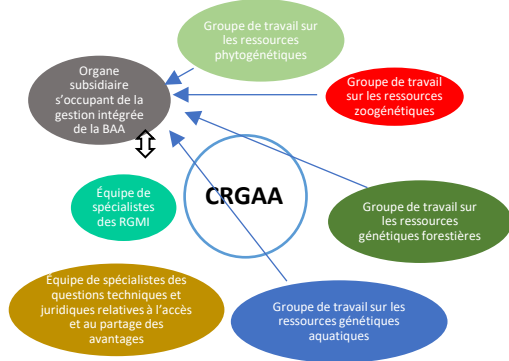 Groupe de travail sur
les ressources
phytogénétiques
Organe
subsidiaire
s'occupant de la
gestion intégrée
de la BAA
Groupe de travail
sur les ressources
zoogénétiques
Équipe de
spécialistes
des RGMI
CRGAA
Groupe de travail sur
les ressources
génétiques forestières
Équipe de spécialistes des
questions techniques et
juridiques relatives à l'accès
et au partage des
avantages
Groupe de travail sur les
ressources génétiques
aquatiques